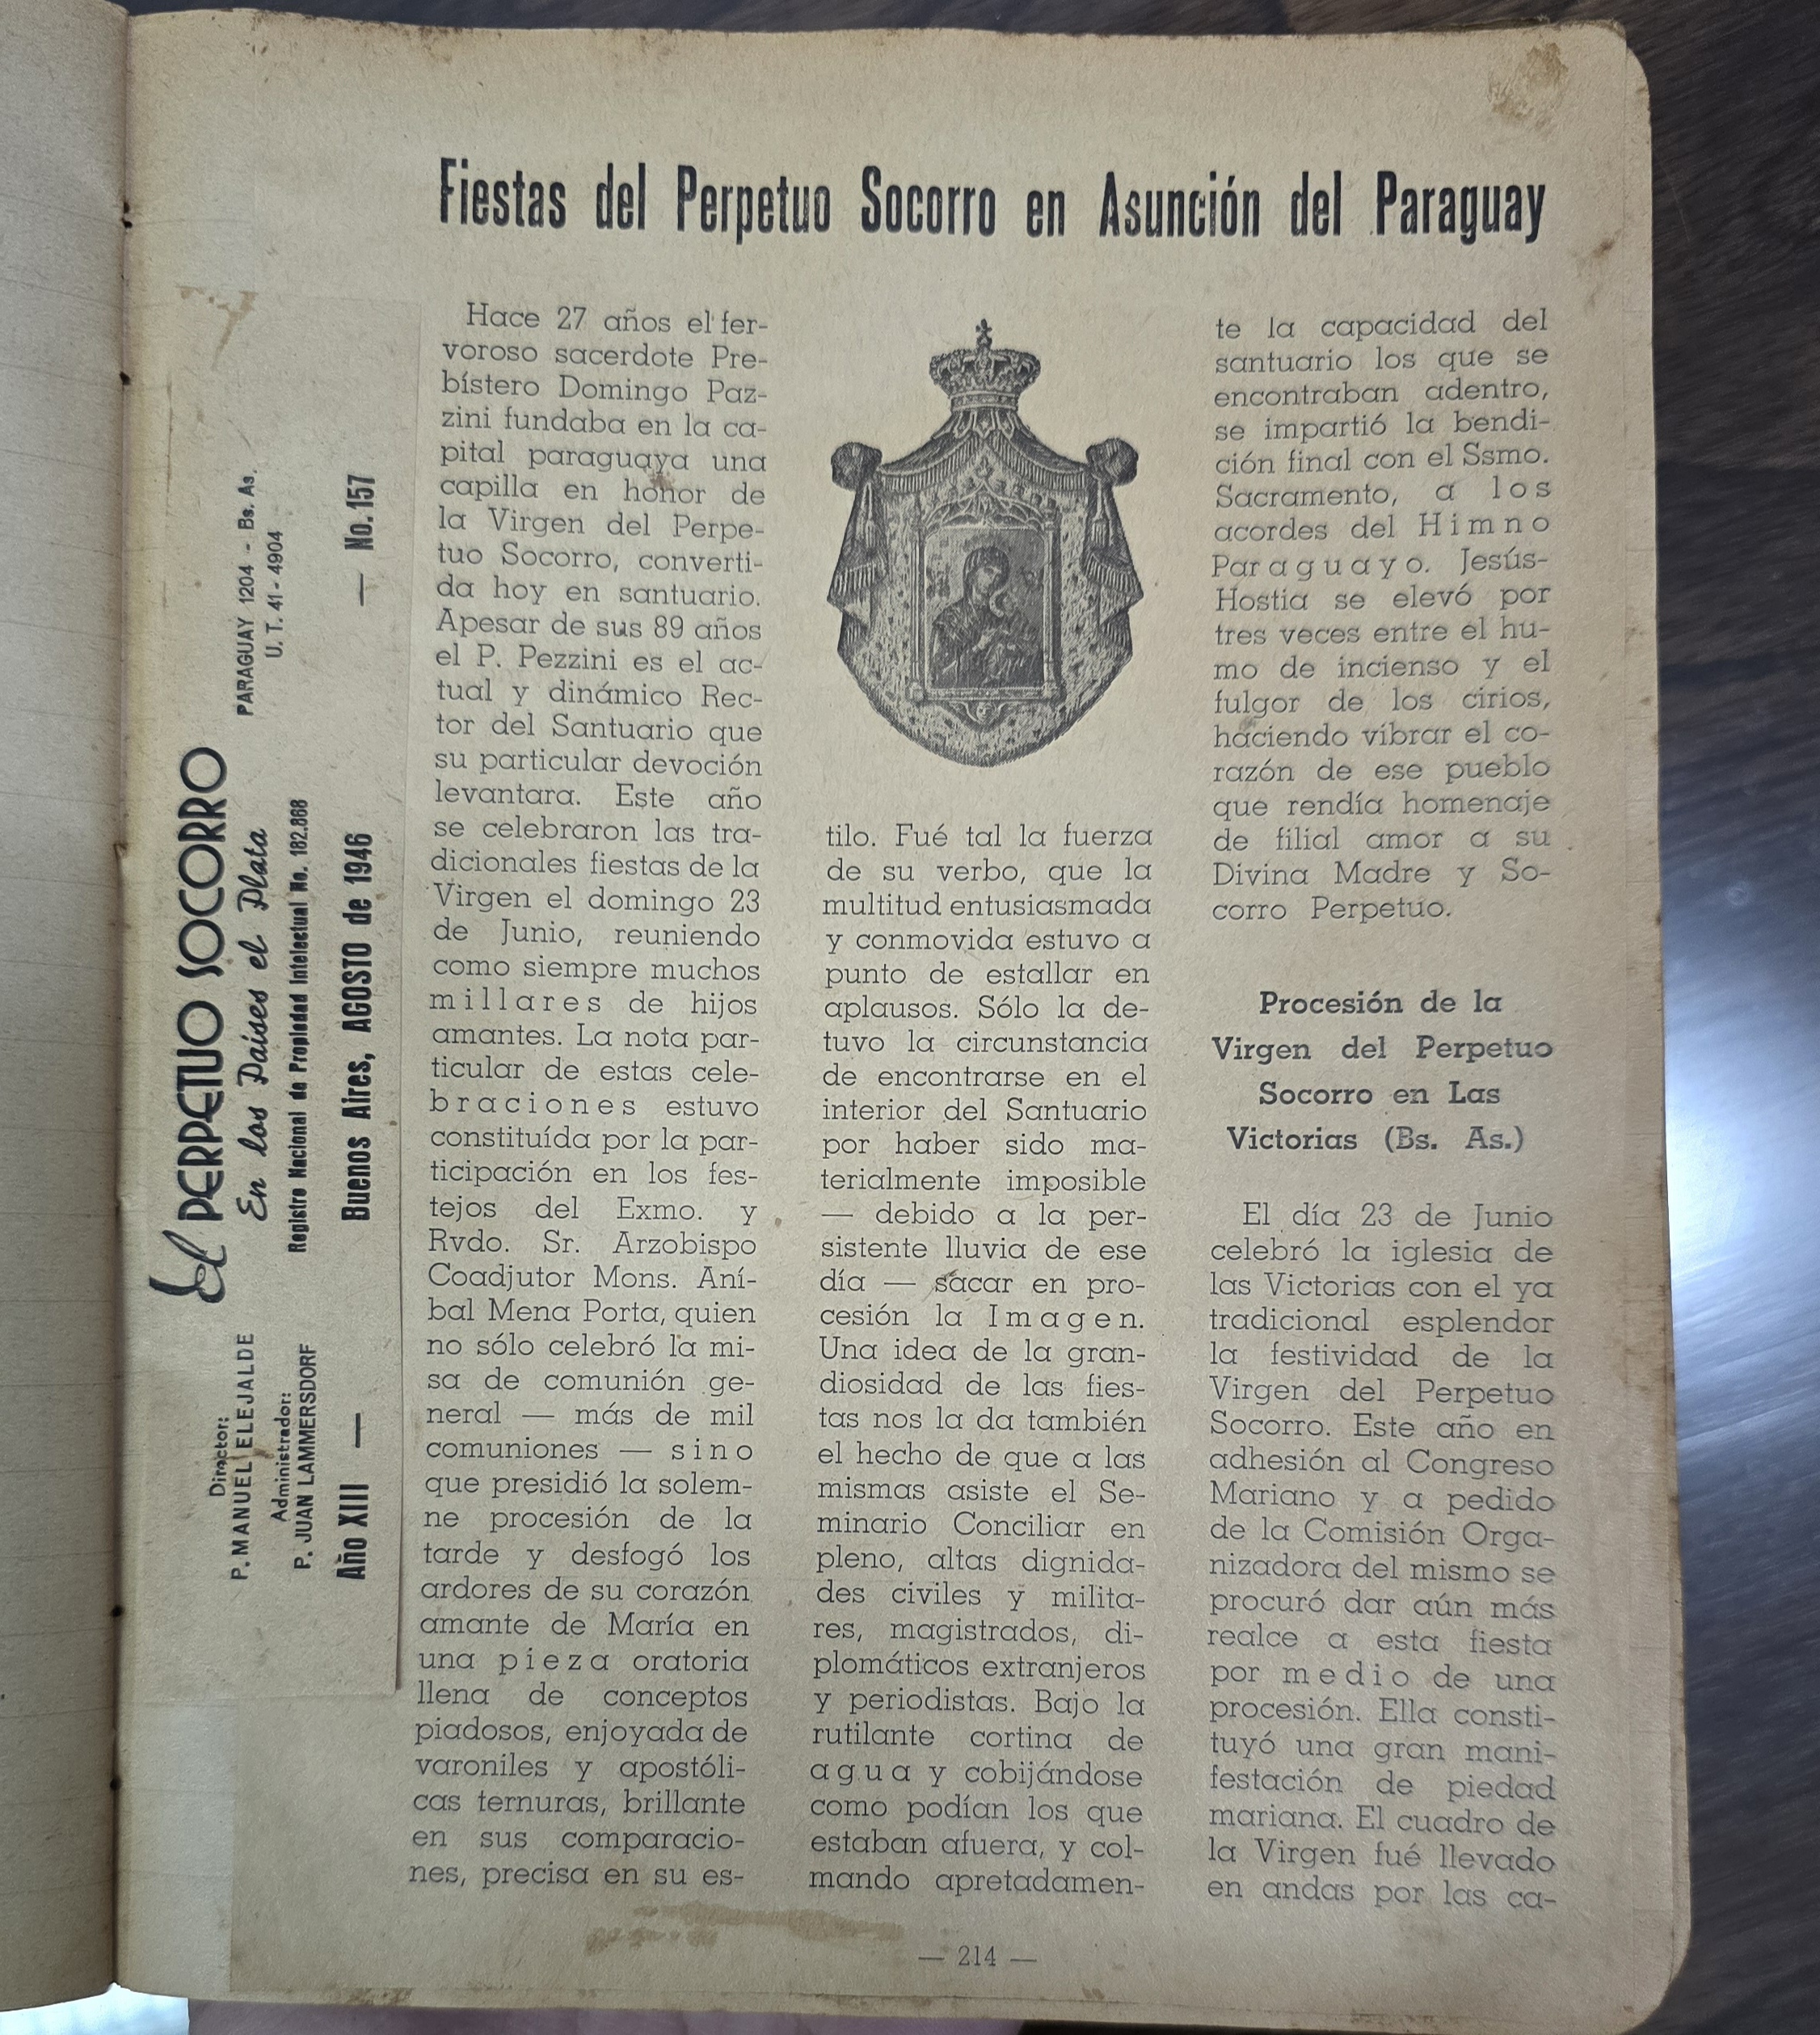 Fiestas del Perpetuo Socorro en Asunción del Paraguay
Director:
P. MANUEL ELEJALDE
Administrador:
P. JUAN LAMMERSDORF
El PERPETUO SOCORRO
En los Países el Plata
Registro Nacional de Propiedad Intelectual No. 182.868
PARAGUAY 1204 - Bs. As.
U. T. 41 - 4904
Año XIII — Buenos Aires, AGOSTO de 1946 — No. 157
Hace 27 años el fer-
voroso sacerdote Pre-
bístero Domingo Paz-
zini fundaba en la ca-
pital paraguaya una
capilla en honor de
la Virgen del Perpe-
tuo Socorro, converti-
da hoy en santuario.
Apesar de sus 89 años
el P. Pezzini es el ac-
tual y dinámico Rec-
tor del Santuario que
su particular devoción
levantara. Este año
se celebraron las tra-
dicionales fiestas de la
Virgen el domingo 23
de Junio, reuniendo
como siempre muchos
millares de hijos
amantes. La nota par-
ticular de estas cele-
braciones estuvo
constituída por la par-
ticipación en los fes-
tejos del Exmo. y
Rvdo. Sr. Arzobispo
Coadjutor Mons. Aní-
bal Mena Porta, quien
no sólo celebró la mi-
sa de comunión ge-
neral — más de mil
comuniones — sino
que presidió la solem-
ne procesión de la
tarde y desfogó los
ardores de su corazón
amante de María en
una pieza oratoria
llena de conceptos
piadosos, enjoyada de
varoniles y apostóli-
cas ternuras, brillante
en sus comparacio-
nes, precisa en su es-
tilo. Fué tal la fuerza
de su verbo, que la
multitud entusiasmada
y conmovida estuvo a
punto de estallar en
aplausos. Sólo la de-
tuvo la circunstancia
de encontrarse en el
interior del Santuario
por haber sido ma-
terialmente imposible
— debido a la per-
sistente lluvia de ese
día — sacar en pro-
cesión la Imagen.
Una idea de la gran-
diosidad de las fies-
tas nos la da también
el hecho de que a las
mismas asiste el Se-
minario Conciliar en
pleno, altas dignida-
des civiles y milita-
res, magistrados, di-
plomáticos extranjeros
y periodistas. Bajo la
rutilante cortina de
agua y cobijándose
como podían los que
estaban afuera, y col-
mando apretadamen-
te la capacidad del
santuario los que se
encontraban adentro,
se impartió la bendi-
ción final con el Ssmo.
Sacramento, a los
acordes del Himno
Paraguayo. Jesús-
Hostia se elevó por
tres veces entre el hu-
mo de incienso y el
fulgor de los cirios,
haciendo vibrar el co-
razón de ese pueblo
que rendía homenaje
de filial amor a su
Divina Madre y So-
corro Perpetuo.
Procesión de la
Virgen del Perpetuo
Socorro en Las
Victorias (Bs. As.)
El día 23 de Junio
celebró la iglesia de
las Victorias con el ya
tradicional esplendor
la festividad de la
Virgen del Perpetuo
Socorro. Este año en
adhesión al Congreso
Mariano y a pedido
de la Comisión Orga-
nizadora del mismo se
procuró dar aún más
realce a esta fiesta
por medio de una
procesión. Ella consti-
tuyó una gran mani-
festación de piedad
mariana. El cuadro de
la Virgen fué llevado
en andas por las ca-
— 214 —